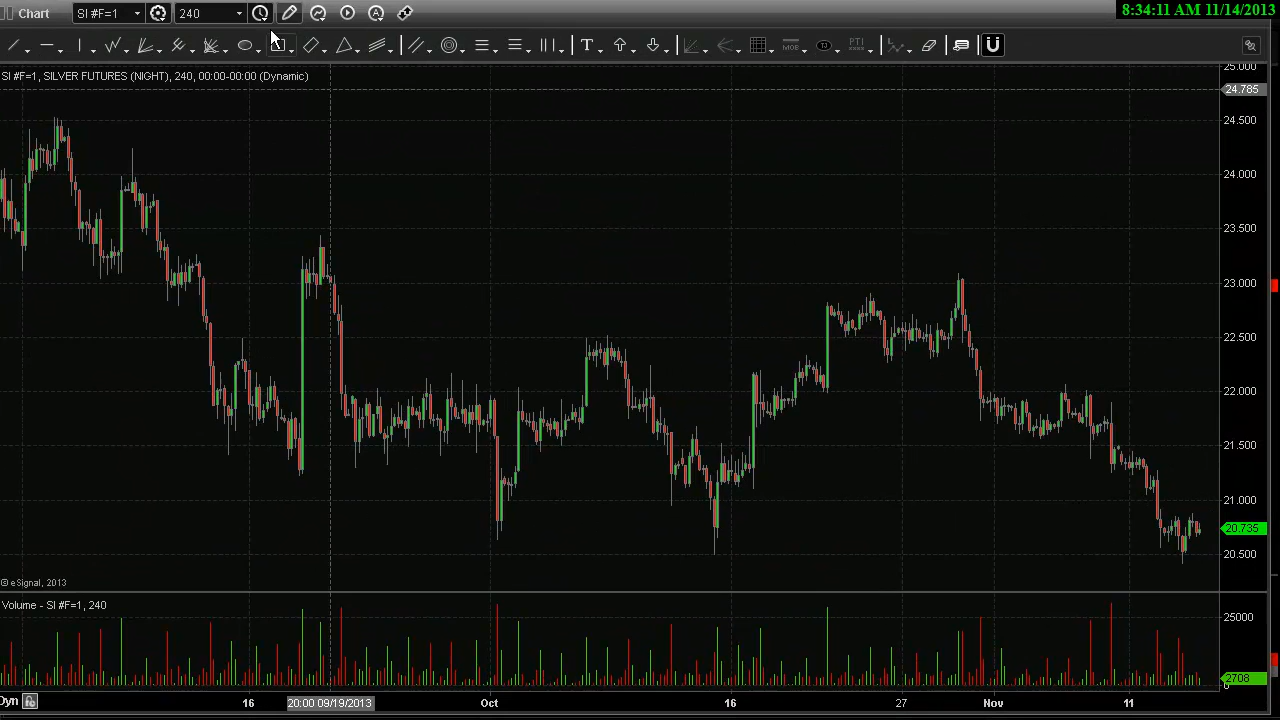 Chart SI #F=1 240
8:34:11 AM 11/14/2013
T MOE TJ PTI U
SI #F=1, SILVER FUTURES (NIGHT), 240, 00:00-00:00 (Dynamic)
25.000
24.785
24.500
24.000
23.500
23.000
22.500
22.000
21.500
21.000
20.735
20.500
© eSignal, 2013
Volume - SI #F=1, 240
25000
2708
0
Dyn 16 20:00 09/19/2013 Oct 16 27 Nov 11